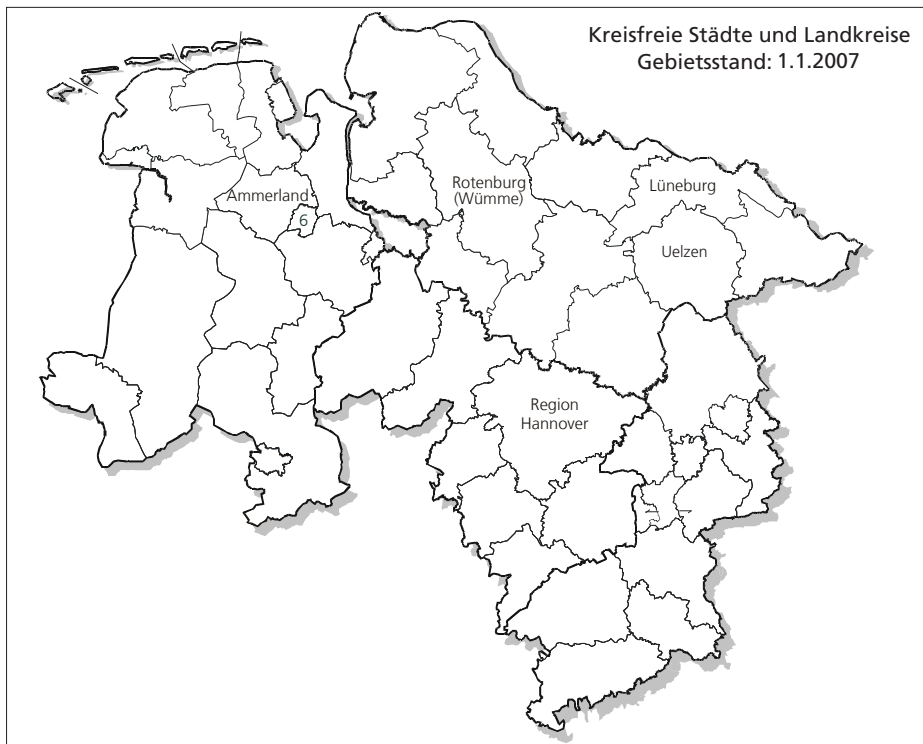 Kreisfreie Städte und Landkreise
Gebietsstand: 1.1.2007
Ammerland
6
Rotenburg
(Wümme)
Lüneburg
Uelzen
Region
Hannover